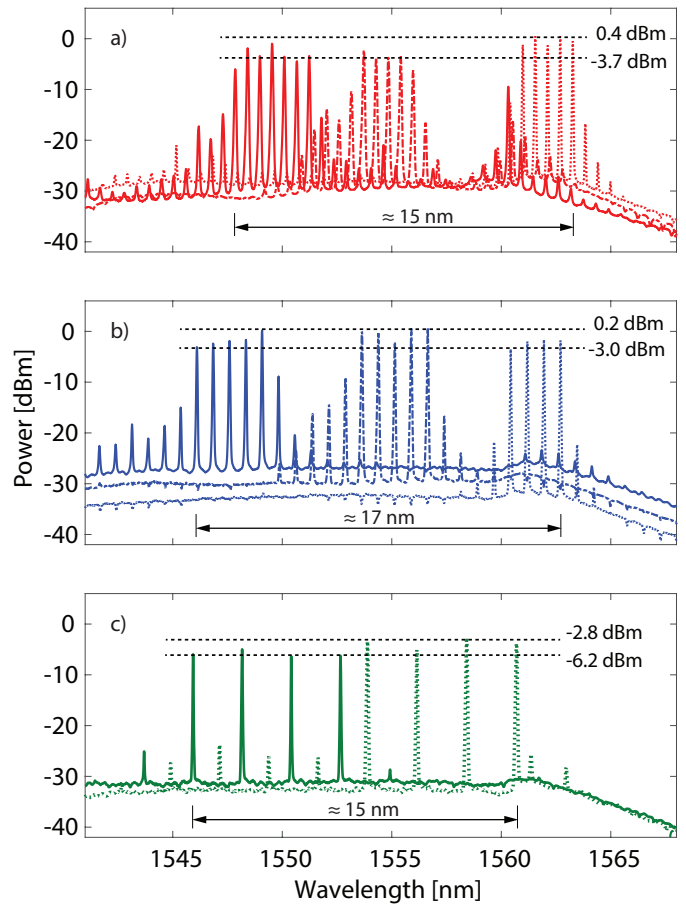 0
-10
-20
-30
-40
a)
0.4 dBm
-3.7 dBm
≈ 15 nm
0
-10
-20
-30
-40
b)
0.2 dBm
-3.0 dBm
≈ 17 nm
Power [dBm]
0
-10
-20
-30
-40
c)
-2.8 dBm
-6.2 dBm
≈ 15 nm
1545 1550 1555 1560 1565
Wavelength [nm]